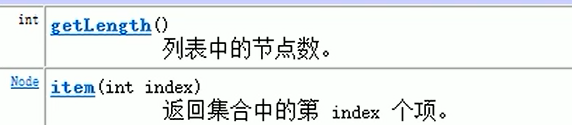 int getLength()
列表中的节点数。
Node item(int index)
返回集合中的第 index 个项。